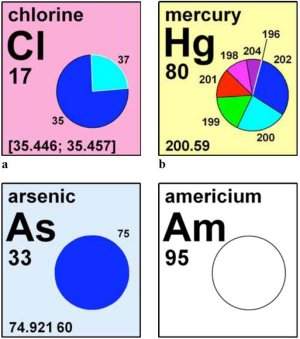 chlorine
Cl
17
37
35
[35.446; 35.457]
a
mercury
Hg
80
196
204
198
202
201
199
200
200.59
b
arsenic
As
33
75
74.921 60
americium
Am
95